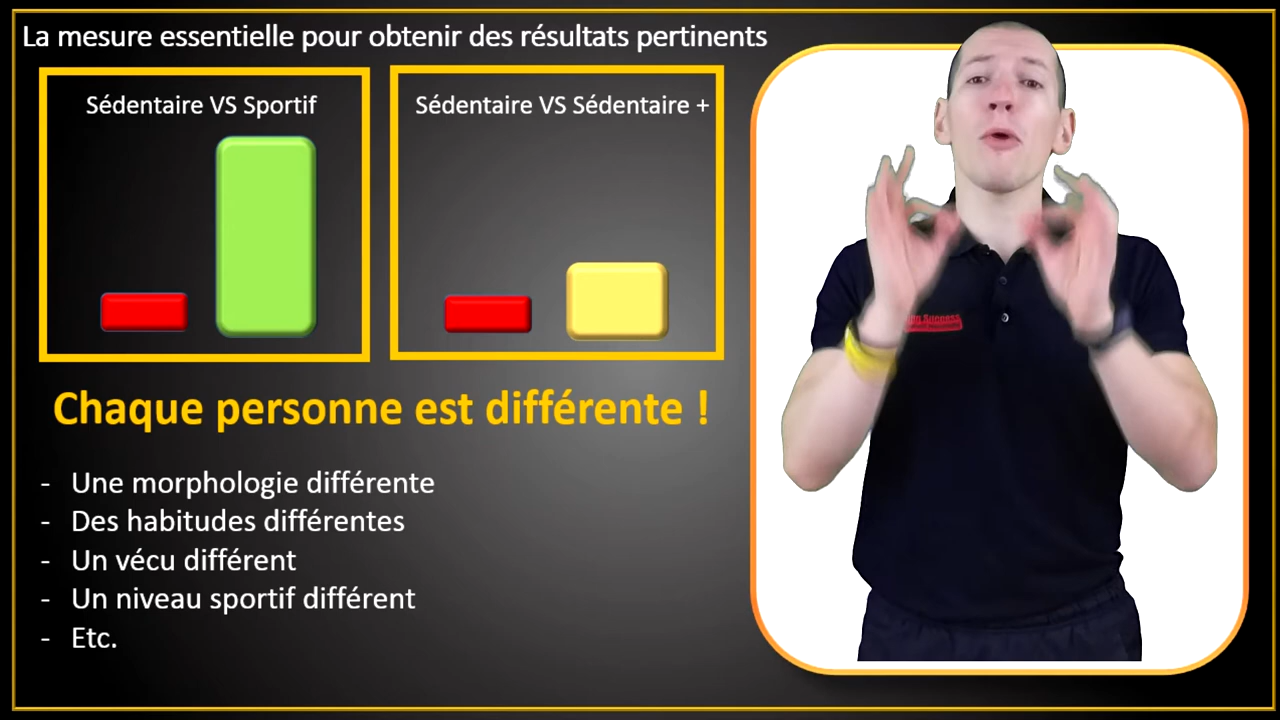 La mesure essentielle pour obtenir des résultats pertinents
Sédentaire VS Sportif
Sédentaire VS Sédentaire +
Chaque personne est différente !
- Une morphologie différente
- Des habitudes différentes
- Un vécu différent
- Un niveau sportif différent
- Etc.